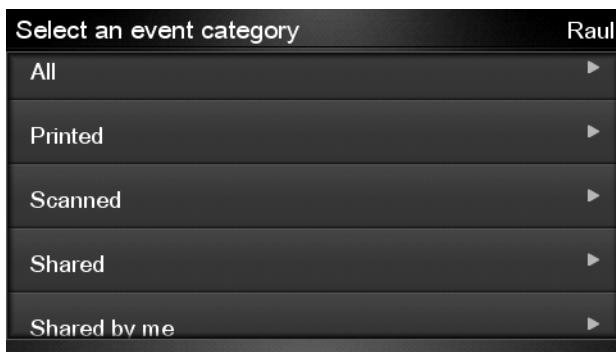 Select an event category Raul
All
Printed
Scanned
Shared
Shared by me